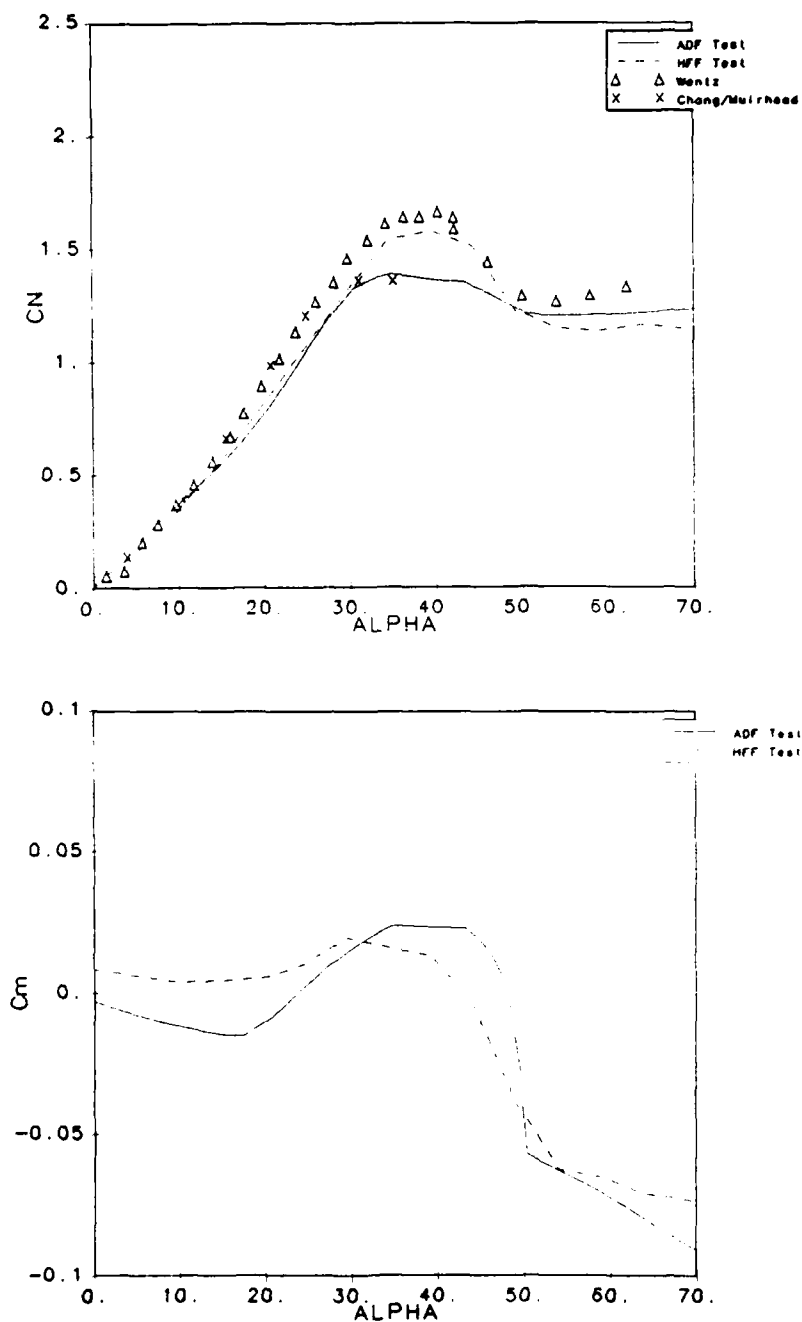 2.5
ADF Test
HFF Test
Wentz
Chang/Muirhead
2.
1.5
CN
1.
0.5
0.
0. 10. 20. 30. 40. 50. 60. 70.
ALPHA
0.1
ADF Test
HFF Test
0.05
Cm
0.
-0.05
-0.1
0. 10. 20. 30. 40. 50. 60. 70.
ALPHA